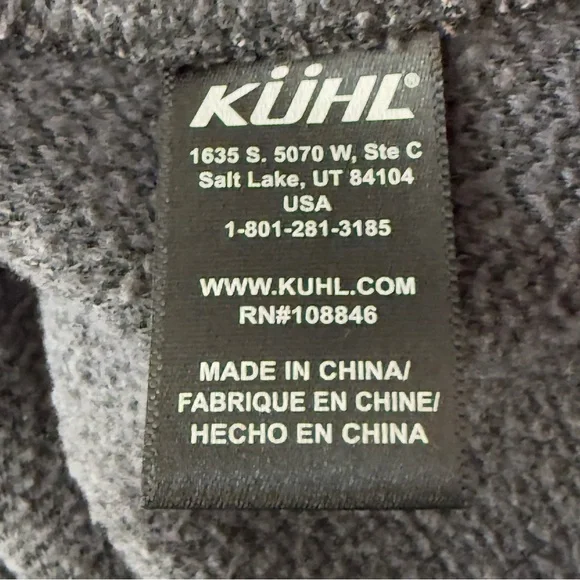 KÜHL®
1635 S. 5070 W, Ste C
Salt Lake, UT 84104
USA
1-801-281-3185
WWW.KUHL.COM
RN#108846
MADE IN CHINA/
FABRIQUE EN CHINE/
HECHO EN CHINA